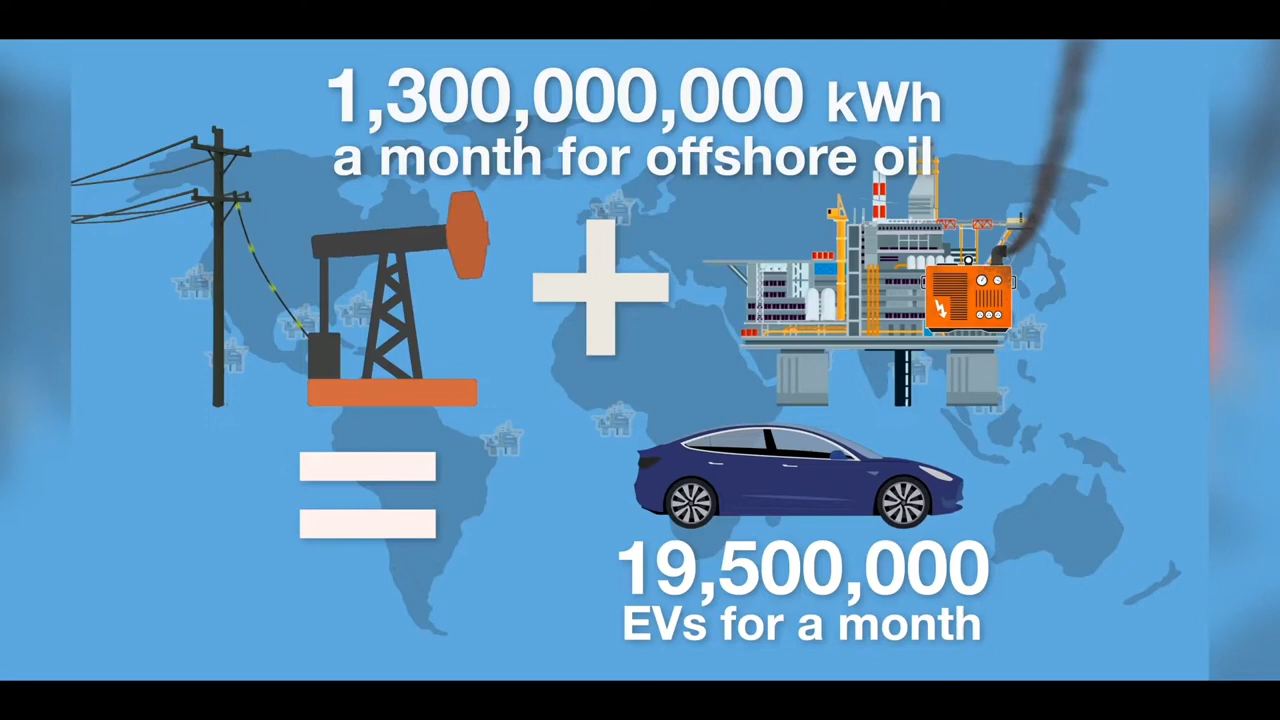 1,300,000,000 kWh
a month for offshore oil
19,500,000
EVs for a month